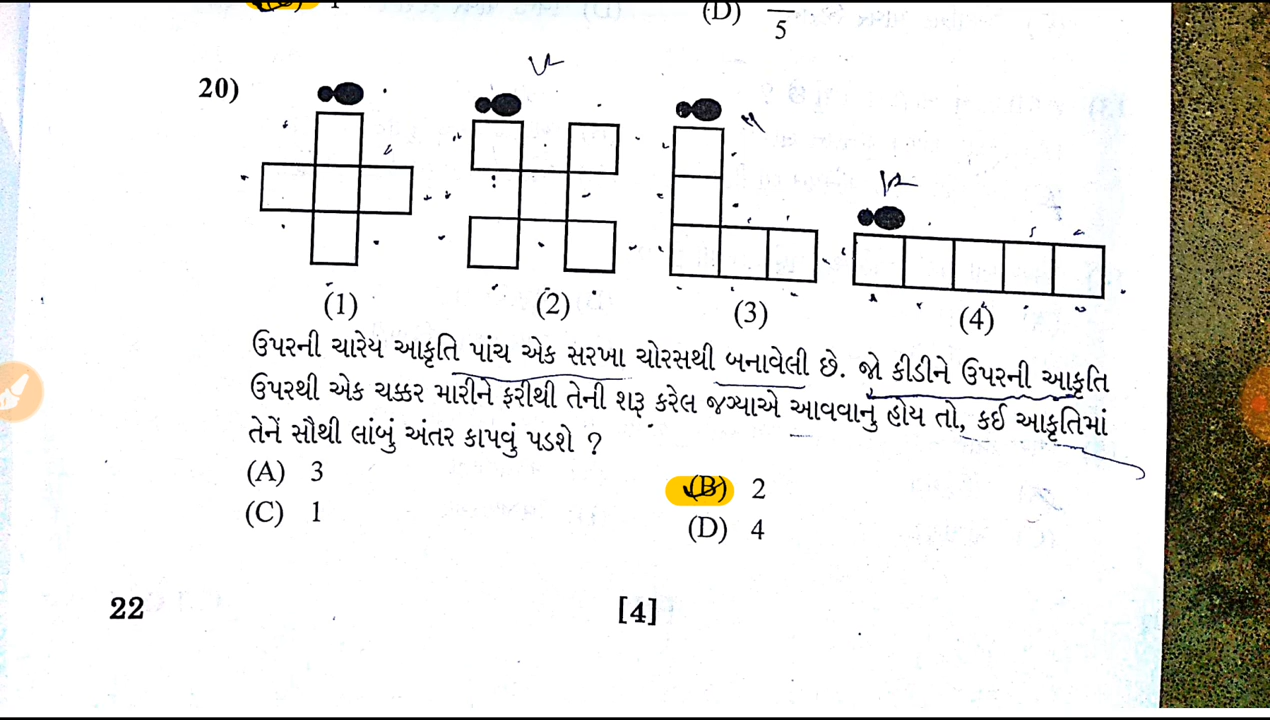 (D) 5
20)
(1) (2) (3) (4)
ઉપરની ચારેય આકૃતિ પાંચ એક સરખા ચોરસથી બનાવેલી છે. જો કીડીને ઉપરની આકૃતિ
ઉપરથી એક ચક્કર મારીને ફરીથી તેની શરૂ કરેલ જગ્યાએ આવવાનુ હોય તો, કઈ આકૃતિમાં
તેનેં સૌથી લાંબું અંતર કાપવું પડશે ?
(A) 3 (B) 2
(C) 1 (D) 4
22 [4]